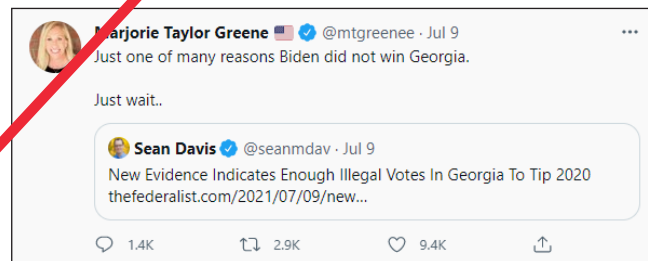 Marjorie Taylor Greene 🇺🇸 @mtgreenee · Jul 9
Just one of many reasons Biden did not win Georgia.
Just wait..
Sean Davis @seanmdav · Jul 9
New Evidence Indicates Enough Illegal Votes In Georgia To Tip 2020
thefederalist.com/2021/07/09/new...
1.4K 2.9K 9.4K